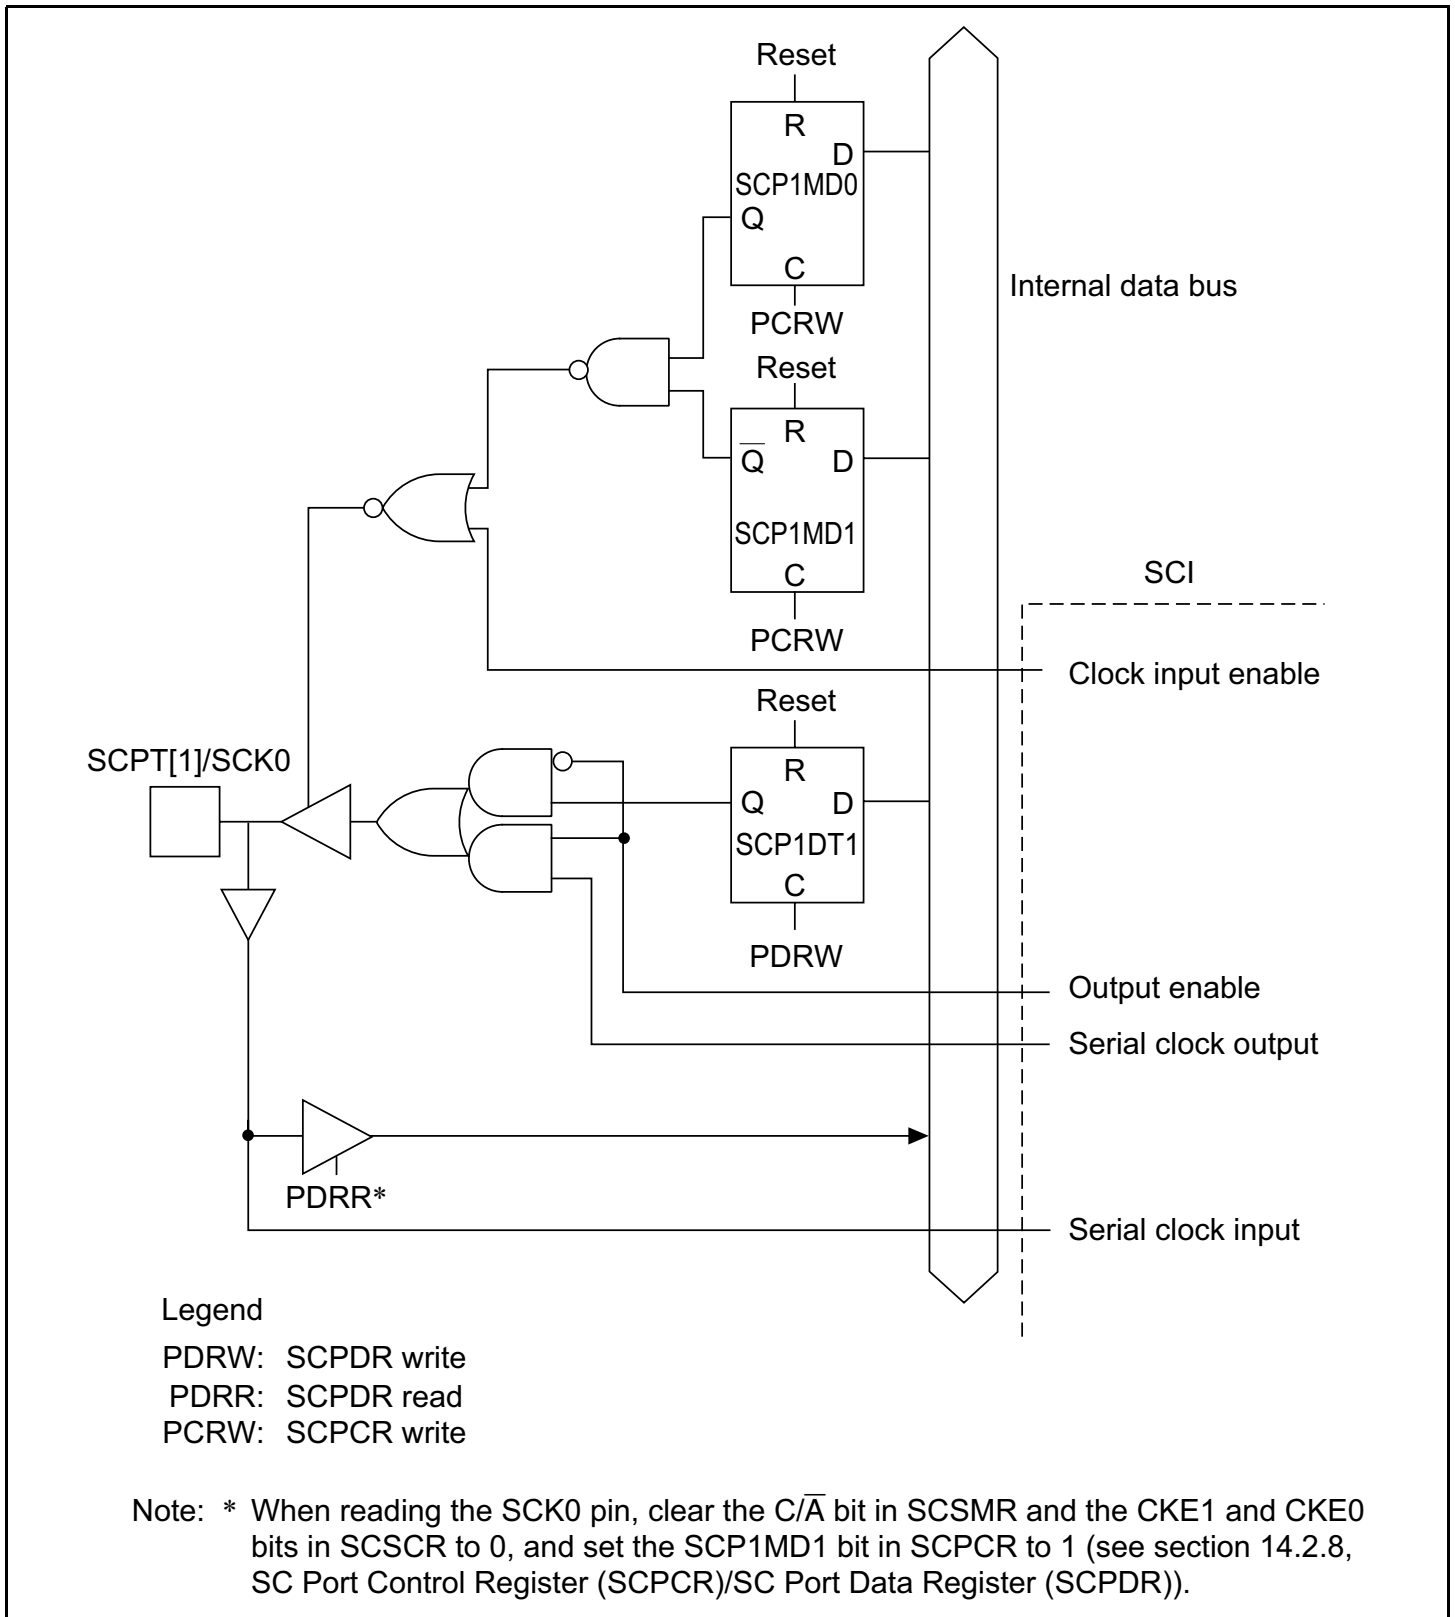 Reset
R
D
SCP1MD0
Q
C
PCRW
Internal data bus
Reset
R
Q̅ D
SCP1MD1
C
PCRW
SCI
Clock input enable
Reset
SCPT[1]/SCK0
R
Q D
SCP1DT1
C
PDRW
Output enable
Serial clock output
PDRR*
Serial clock input
Legend
PDRW: SCPDR write
PDRR: SCPDR read
PCRW: SCPCR write
Note: * When reading the SCK0 pin, clear the C/A̅ bit in SCSMR and the CKE1 and CKE0
bits in SCSCR to 0, and set the SCP1MD1 bit in SCPCR to 1 (see section 14.2.8,
SC Port Control Register (SCPCR)/SC Port Data Register (SCPDR)).